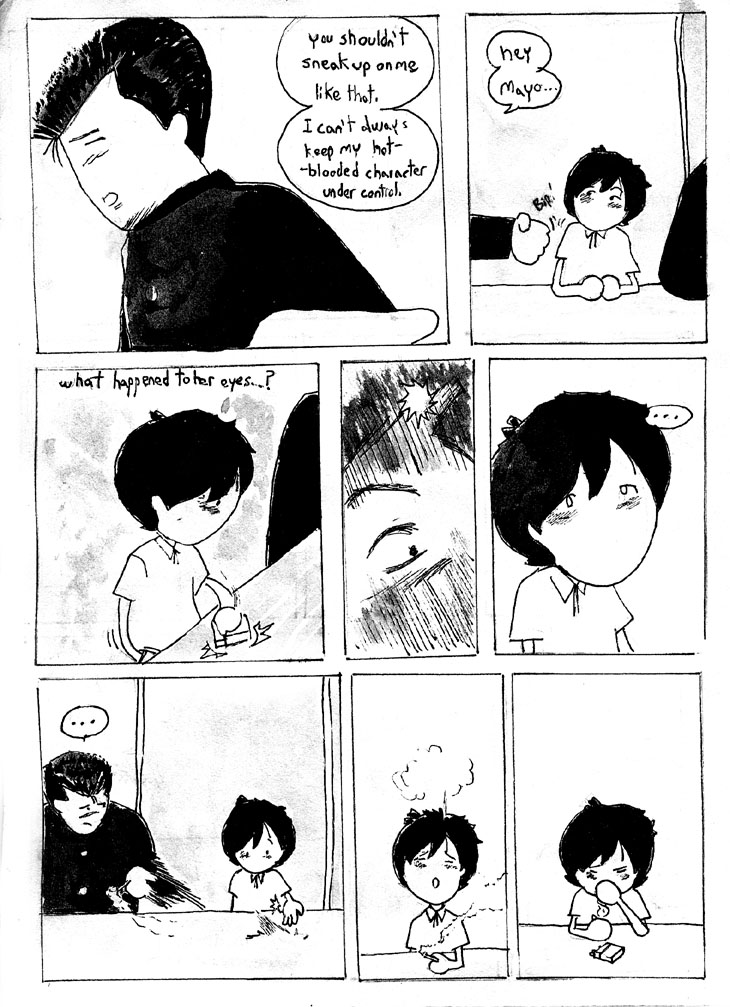 you shouldn't
sneak up on me
like that.
I can't always
keep my hot-
-blooded character
under control.
hey
mayo...
what happened to her eyes...?
...
...